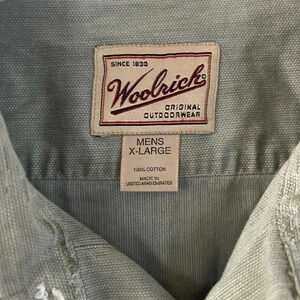 SINCE 1830
Woolrich®
ORIGINAL
OUTDOORWEAR
MENS
X-LARGE
100% COTTON
MADE IN
UNITED ARAB EMIRATES